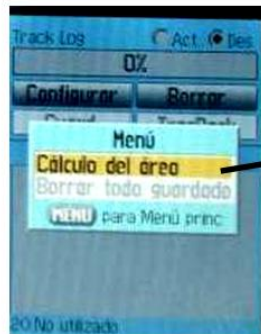 Track Log Act. Des
0%
Configurar Borrar
TracBack
Menú
Cálculo del área
Borrar todo guardado
MENU para Menú princ.
20 No utilizado